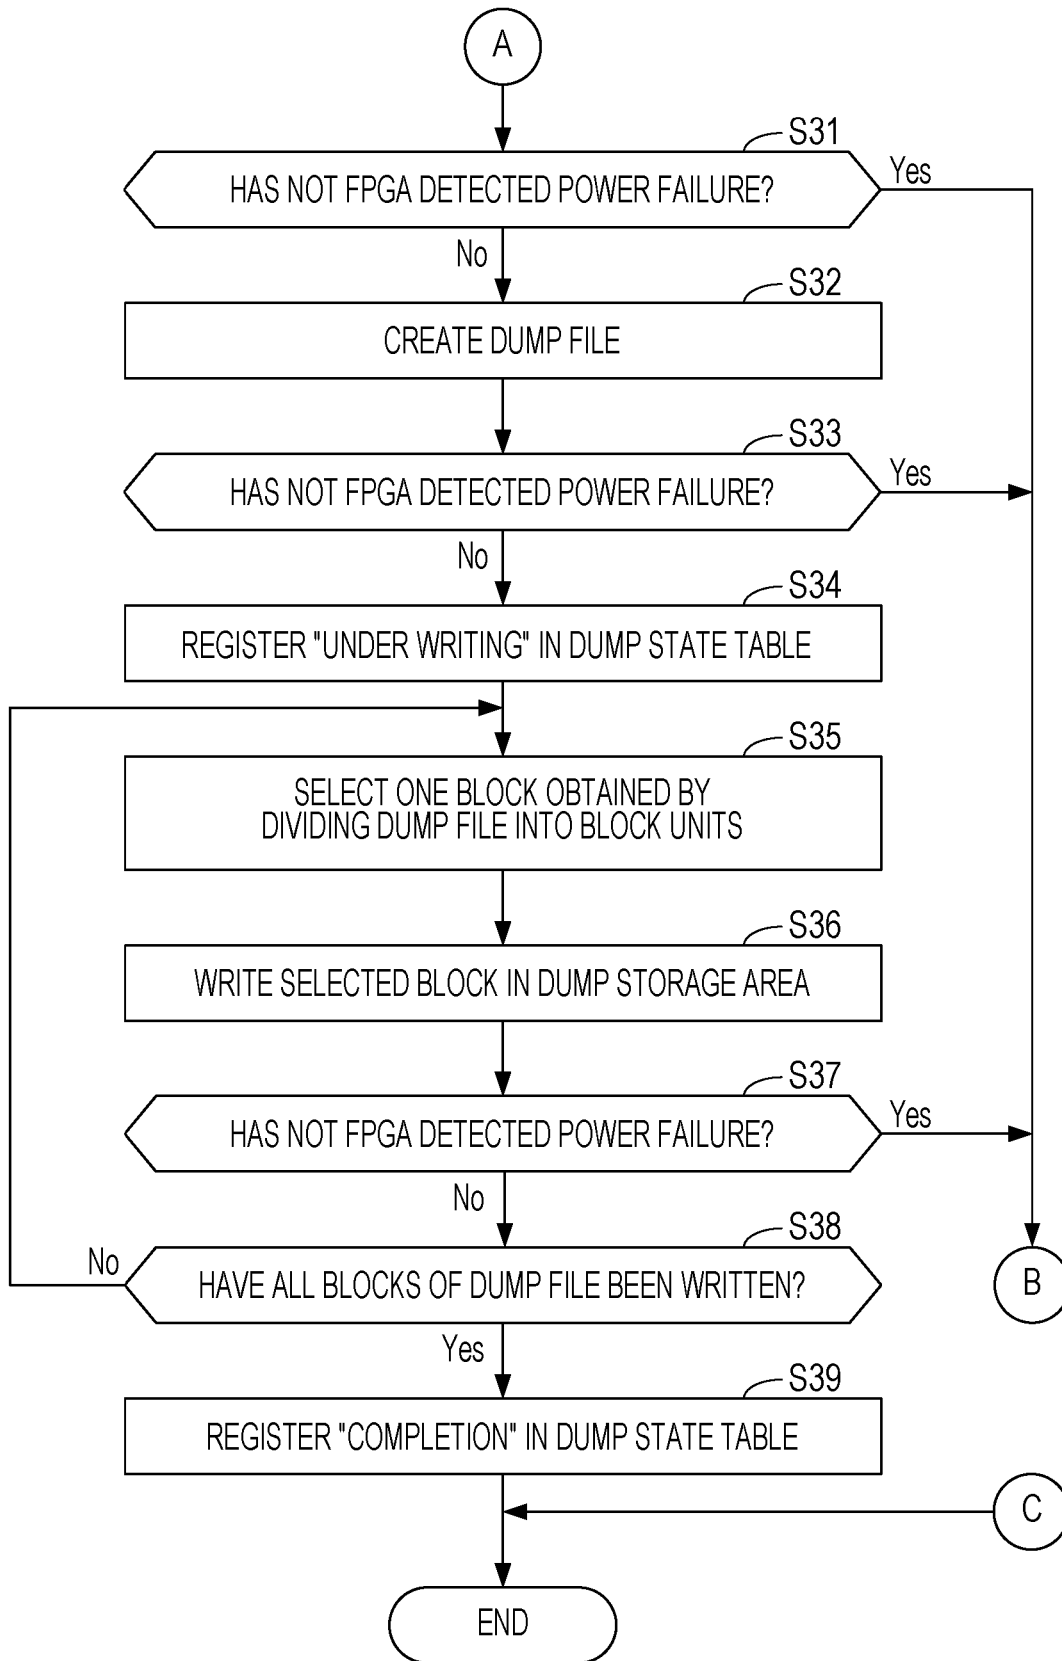 A
S31
HAS NOT FPGA DETECTED POWER FAILURE?
Yes
No
S32
CREATE DUMP FILE
S33
HAS NOT FPGA DETECTED POWER FAILURE?
Yes
No
S34
REGISTER "UNDER WRITING" IN DUMP STATE TABLE
S35
SELECT ONE BLOCK OBTAINED BY
DIVIDING DUMP FILE INTO BLOCK UNITS
S36
WRITE SELECTED BLOCK IN DUMP STORAGE AREA
S37
HAS NOT FPGA DETECTED POWER FAILURE?
Yes
No
S38
No
HAVE ALL BLOCKS OF DUMP FILE BEEN WRITTEN?
B
Yes
S39
REGISTER "COMPLETION" IN DUMP STATE TABLE
C
END